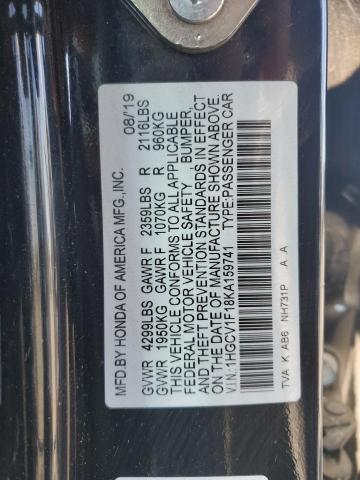 MFD.BY HONDA OF AMERICA MFG.,INC. 08/19
GVWR 4299LBS GAWR F 2359LBS R 2116LBS
GVWR 1950KG GAWR F 1070KG R 960KG
THIS VEHICLE CONFORMS TO ALL APPLICABLE
FEDERAL MOTOR VEHICLE SAFETY, BUMPER,
AND THEFT PREVENTION STANDARDS IN EFFECT
ON THE DATE OF MANUFACTURE SHOWN ABOVE.
V.I.N.:1HGCV1F18KA159741 TYPE:PASSENGER CAR
TVA K AB6 NH731P A A